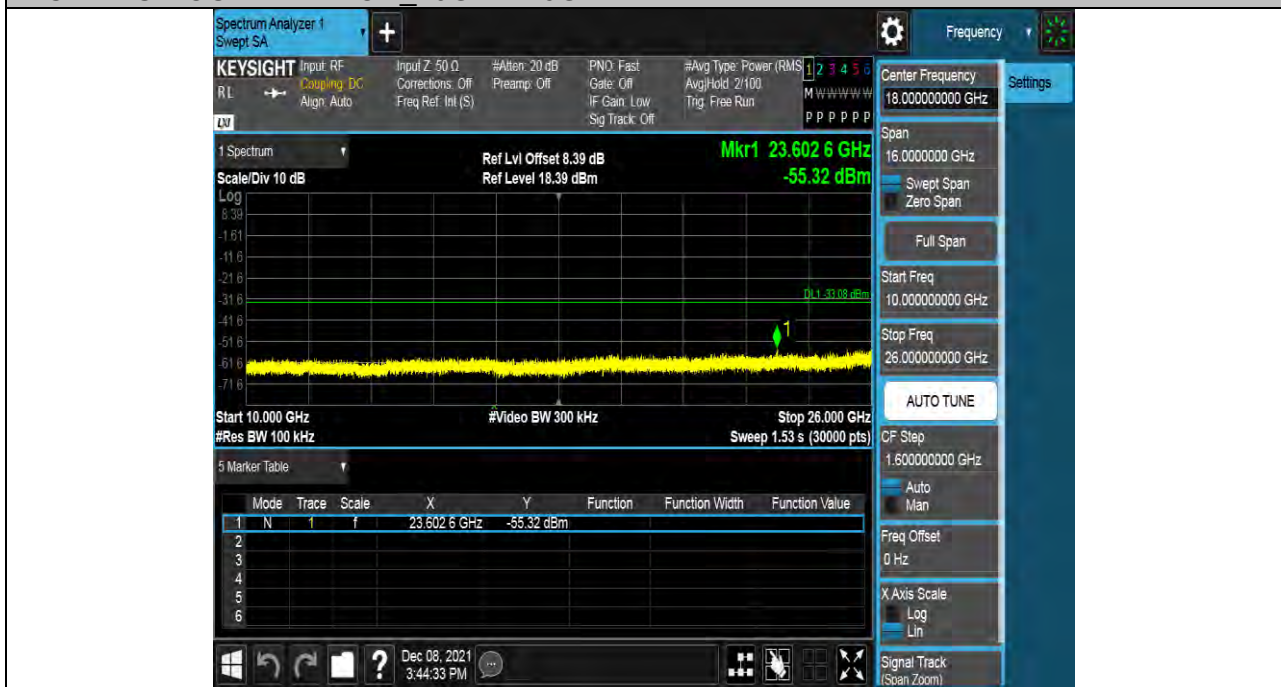 Spectrum Analyzer 1
Swept SA
+
Frequency
KEYSIGHT
RL
LXI
Input: RF
Coupling: DC
Align: Auto
Input Z: 50 Ω
Corrections: Off
Freq Ref: Int (S)
#Atten: 20 dB
Preamp: Off
PNO: Fast
Gate: Off
IF Gain: Low
Sig Track: Off
#Avg Type: Power (RMS
Avg|Hold: 2/100
Trig: Free Run
1 2 3 4 5 6
M W W W W W
P P P P P P
1 Spectrum
Scale/Div 10 dB
Ref Lvl Offset 8.39 dB
Ref Level 18.39 dBm
Mkr1 23.602 6 GHz
-55.32 dBm
Log
8.39
-1.61
-11.6
-21.6
-31.6
-41.6
-51.6
-61.6
-71.6
DL1 -33.08 dBm
1
Start 10.000 GHz
#Res BW 100 kHz
#Video BW 300 kHz
Stop 26.000 GHz
Sweep 1.53 s (30000 pts)
5 Marker Table
Mode Trace Scale X Y Function Function Width Function Value
1 N 1 f 23.602 6 GHz -55.32 dBm
2
3
4
5
6
Dec 08, 2021
3:44:33 PM
?
Center Frequency
18.000000000 GHz
Settings
Span
16.0000000 GHz
Swept Span
Zero Span
Full Span
Start Freq
10.000000000 GHz
Stop Freq
26.000000000 GHz
AUTO TUNE
CF Step
1.600000000 GHz
Auto
Man
Freq Offset
0 Hz
X Axis Scale
Log
Lin
Signal Track
(Span Zoom)